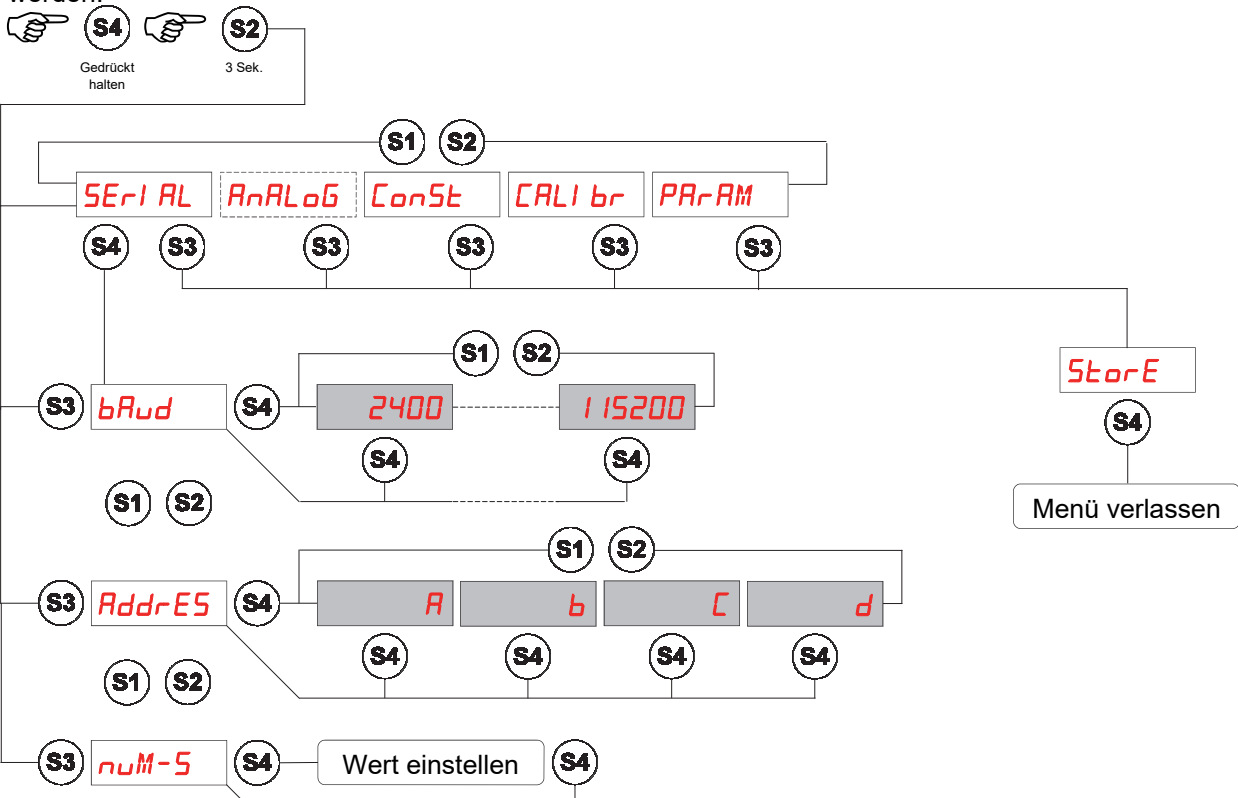 werden.
S4 S2
Gedrückt halten 3 Sek.
S1 S2
SErIAL AnALoG ConSt CALIbr PArAM
S4 S3 S3 S3 S3 S3
S1 S2
StorE
S3 bAud S4 2400 115200
S4
S4 S4
S1 S2
Menü verlassen
S1 S2
S3 AddrES S4 A b C d
S4 S4 S4 S4
S1 S2
S3 nuM-S S4 Wert einstellen S4